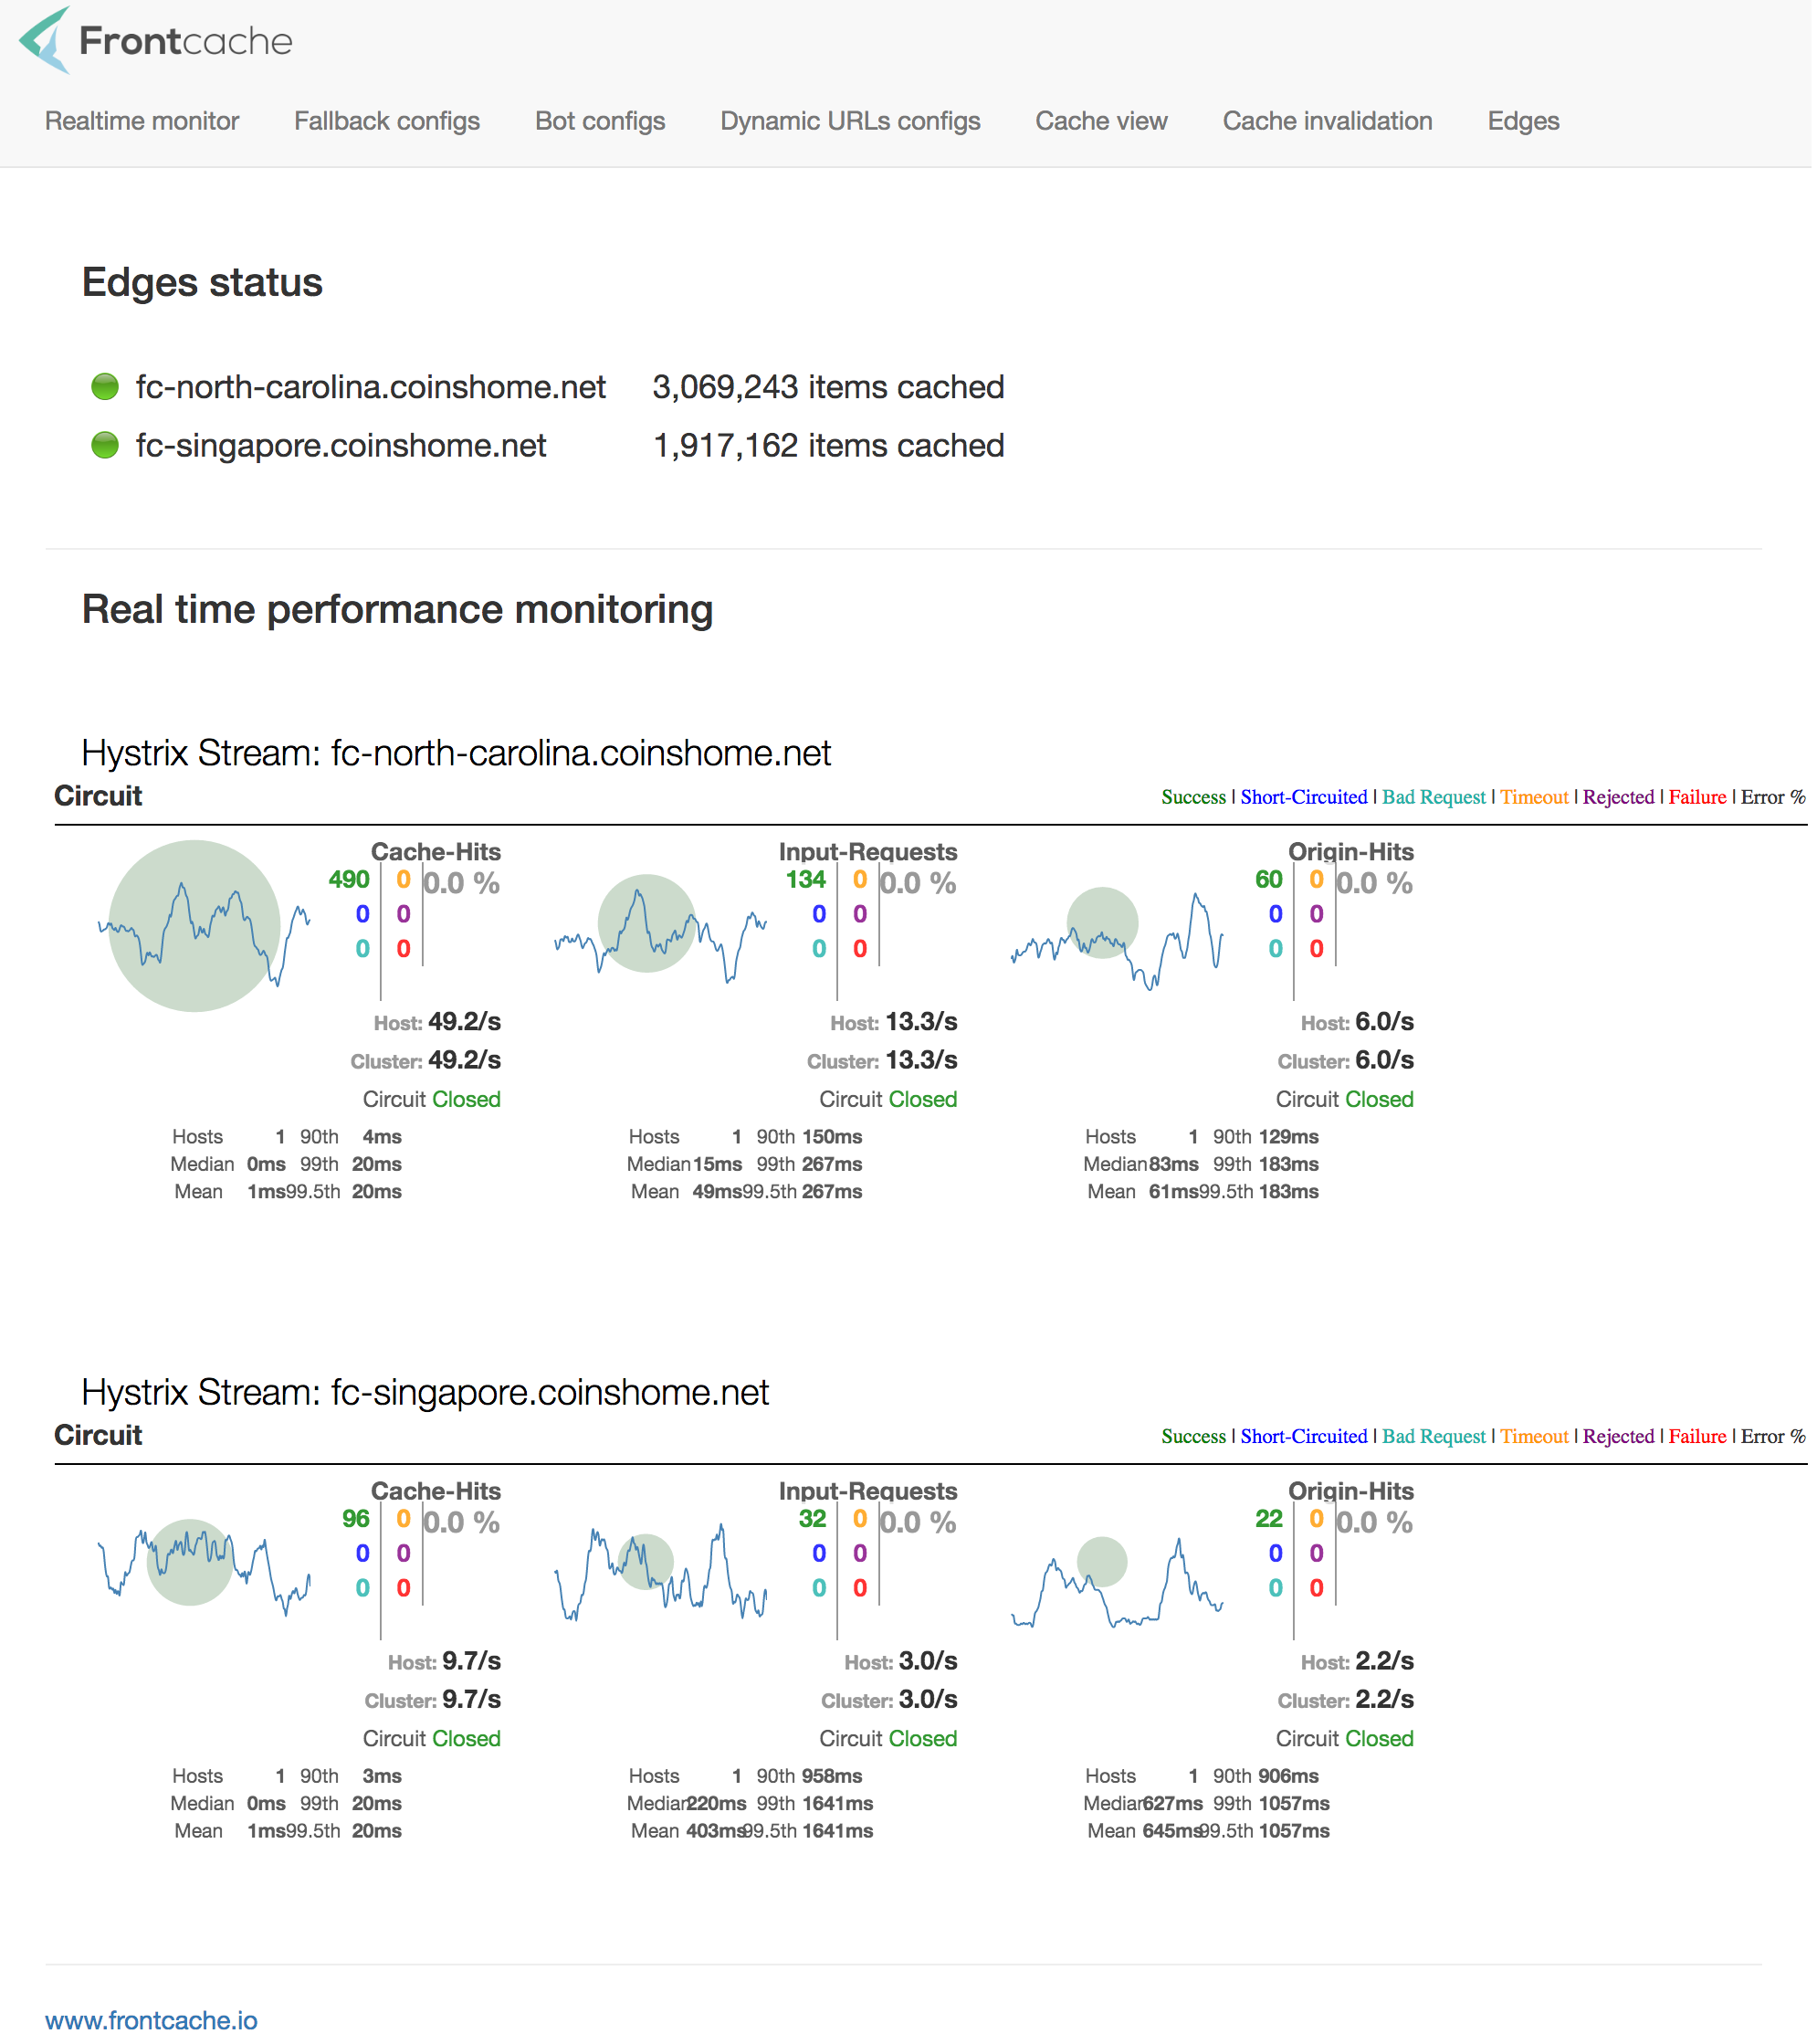 Frontcache
Realtime monitor Fallback configs Bot configs Dynamic URLs configs Cache view Cache invalidation Edges
Edges status
fc-north-carolina.coinshome.net 3,069,243 items cached
fc-singapore.coinshome.net 1,917,162 items cached
Real time performance monitoring
Hystrix Stream: fc-north-carolina.coinshome.net
Circuit Success | Short-Circuited | Bad Request | Timeout | Rejected | Failure | Error %
Cache-Hits Input-Requests Origin-Hits
490 0 0.0 % 134 0 0.0 % 60 0 0.0 %
0 0 0 0 0 0
0 0 0 0 0 0
Host: 49.2/s Host: 13.3/s Host: 6.0/s
Cluster: 49.2/s Cluster: 13.3/s Cluster: 6.0/s
Circuit Closed Circuit Closed Circuit Closed
Hosts 1 90th 4ms Hosts 1 90th 150ms Hosts 1 90th 129ms
Median 0ms 99th 20ms Median 15ms 99th 267ms Median 83ms 99th 183ms
Mean 1ms 99.5th 20ms Mean 49ms 99.5th 267ms Mean 61ms 99.5th 183ms
Hystrix Stream: fc-singapore.coinshome.net
Circuit Success | Short-Circuited | Bad Request | Timeout | Rejected | Failure | Error %
Cache-Hits Input-Requests Origin-Hits
96 0 0.0 % 32 0 0.0 % 22 0 0.0 %
0 0 0 0 0 0
0 0 0 0 0 0
Host: 9.7/s Host: 3.0/s Host: 2.2/s
Cluster: 9.7/s Cluster: 3.0/s Cluster: 2.2/s
Circuit Closed Circuit Closed Circuit Closed
Hosts 1 90th 3ms Hosts 1 90th 958ms Hosts 1 90th 906ms
Median 0ms 99th 20ms Median 220ms 99th 1641ms Median 627ms 99th 1057ms
Mean 1ms 99.5th 20ms Mean 403ms 99.5th 1641ms Mean 645ms 99.5th 1057ms
www.frontcache.io